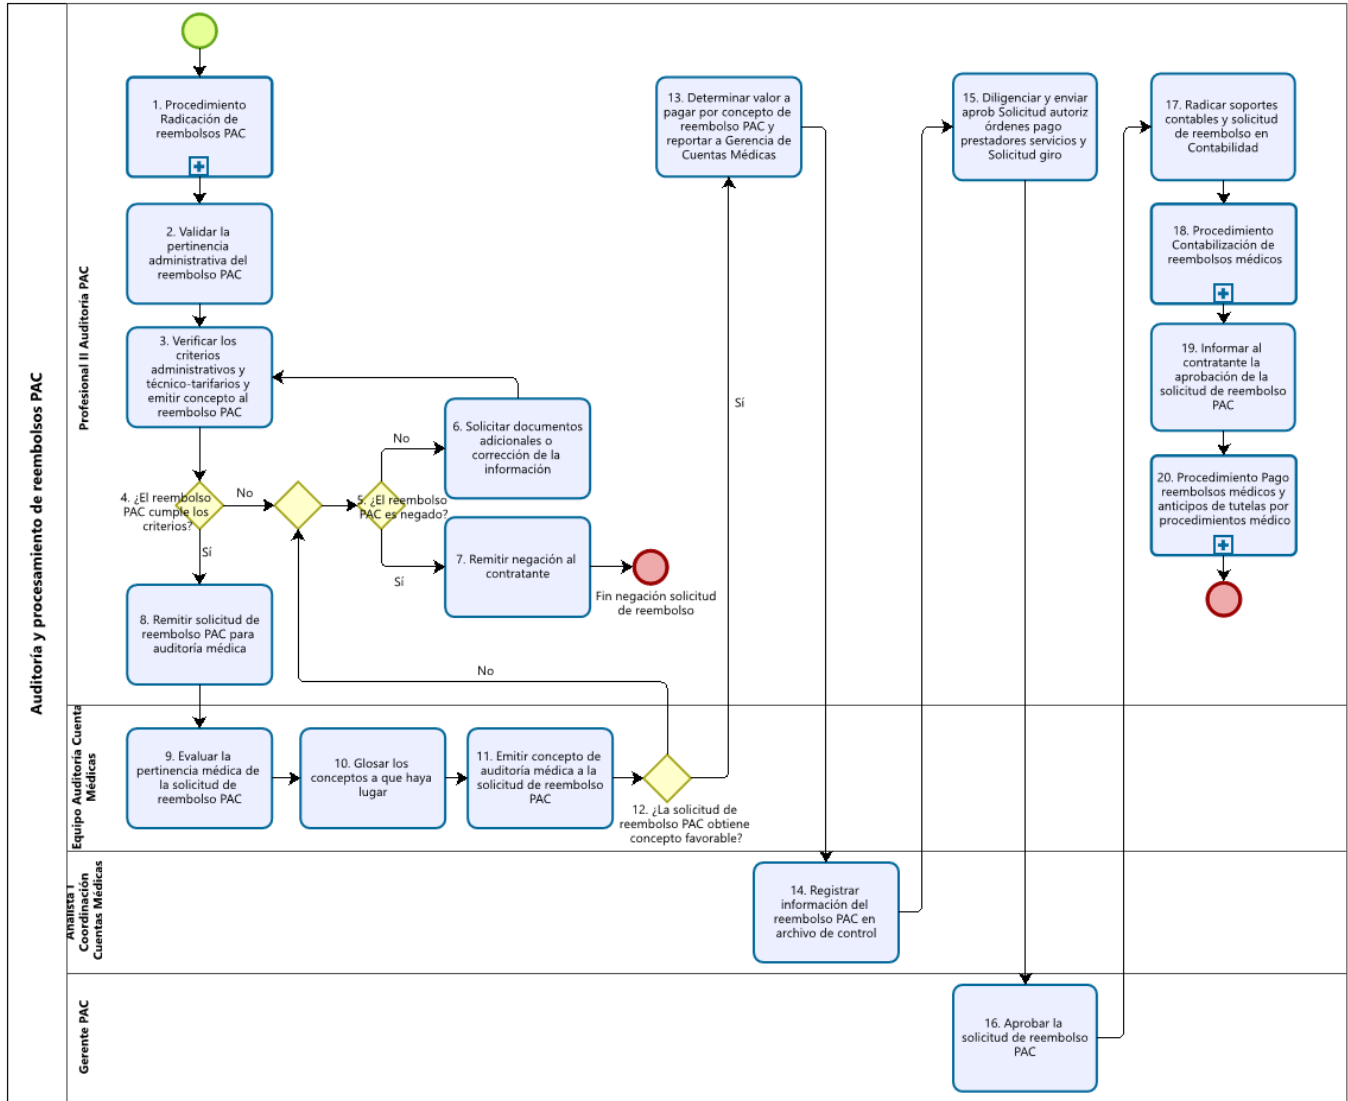 Auditoría y procesamiento de reembolsos PAC
Profesional II Auditoría PAC
1. Procedimiento
Radicación de
reembolsos PAC
2. Validar la
pertinencia
administrativa del
reembolso PAC
3. Verificar los
criterios
administrativos y
técnico-tarifarios y
emitir concepto al
reembolso PAC
4. ¿El reembolso
PAC cumple los
criterios?
No
Sí
5. ¿El reembolso
PAC es negado?
No
Sí
6. Solicitar documentos
adicionales o
corrección de la
información
7. Remitir negación al
contratante
Fin negación solicitud
de reembolso
8. Remitir solicitud de
reembolso PAC para
auditoría médica
No
Sí
13. Determinar valor a
pagar por concepto de
reembolso PAC y
reportar a Gerencia de
Cuentas Médicas
15. Diligenciar y enviar
aprob Solicitud autoriz
órdenes pago
prestadores servicios y
Solicitud giro
17. Radicar soportes
contables y solicitud
de reembolso en
Contabilidad
18. Procedimiento
Contabilización de
reembolsos médicos
19. Informar al
contratante la
aprobación de la
solicitud de reembolso
PAC
20. Procedimiento Pago
reembolsos médicos y
anticipos de tutelas por
procedimientos médico
Equipo Auditoría Cuenta
Médicas
9. Evaluar la
pertinencia médica de
la solicitud de
reembolso PAC
10. Glosar los
conceptos a que haya
lugar
11. Emitir concepto de
auditoría médica a la
solicitud de reembolso
PAC
12. ¿La solicitud de
reembolso PAC obtiene
concepto favorable?
Analista I
Coordinación
Cuentas Médicas
14. Registrar
información del
reembolso PAC en
archivo de control
Gerente PAC
16. Aprobar la
solicitud de reembolso
PAC